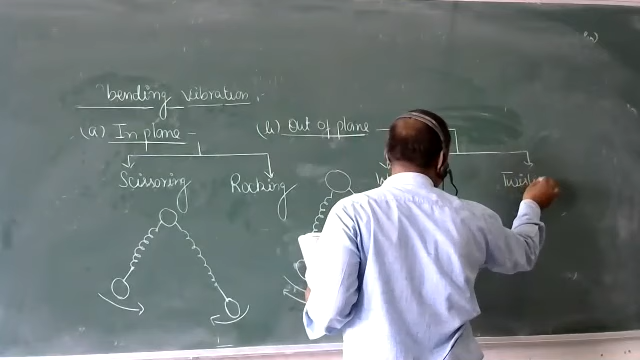 bending vibration.
(a) In plane - (b) Out of plane
Scissoring Rocking